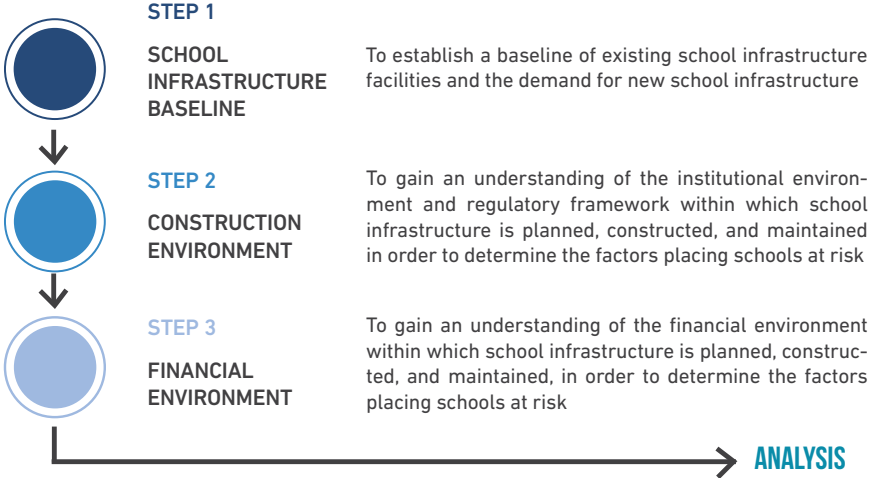 STEP 1
SCHOOL
INFRASTRUCTURE
BASELINE
To establish a baseline of existing school infrastructure
facilities and the demand for new school infrastructure
STEP 2
CONSTRUCTION
ENVIRONMENT
To gain an understanding of the institutional environ-
ment and regulatory framework within which school
infrastructure is planned, constructed, and maintained
in order to determine the factors placing schools at risk
STEP 3
FINANCIAL
ENVIRONMENT
To gain an understanding of the financial environment
within which school infrastructure is planned, construc-
ted, and maintained, in order to determine the factors
placing schools at risk
ANALYSIS